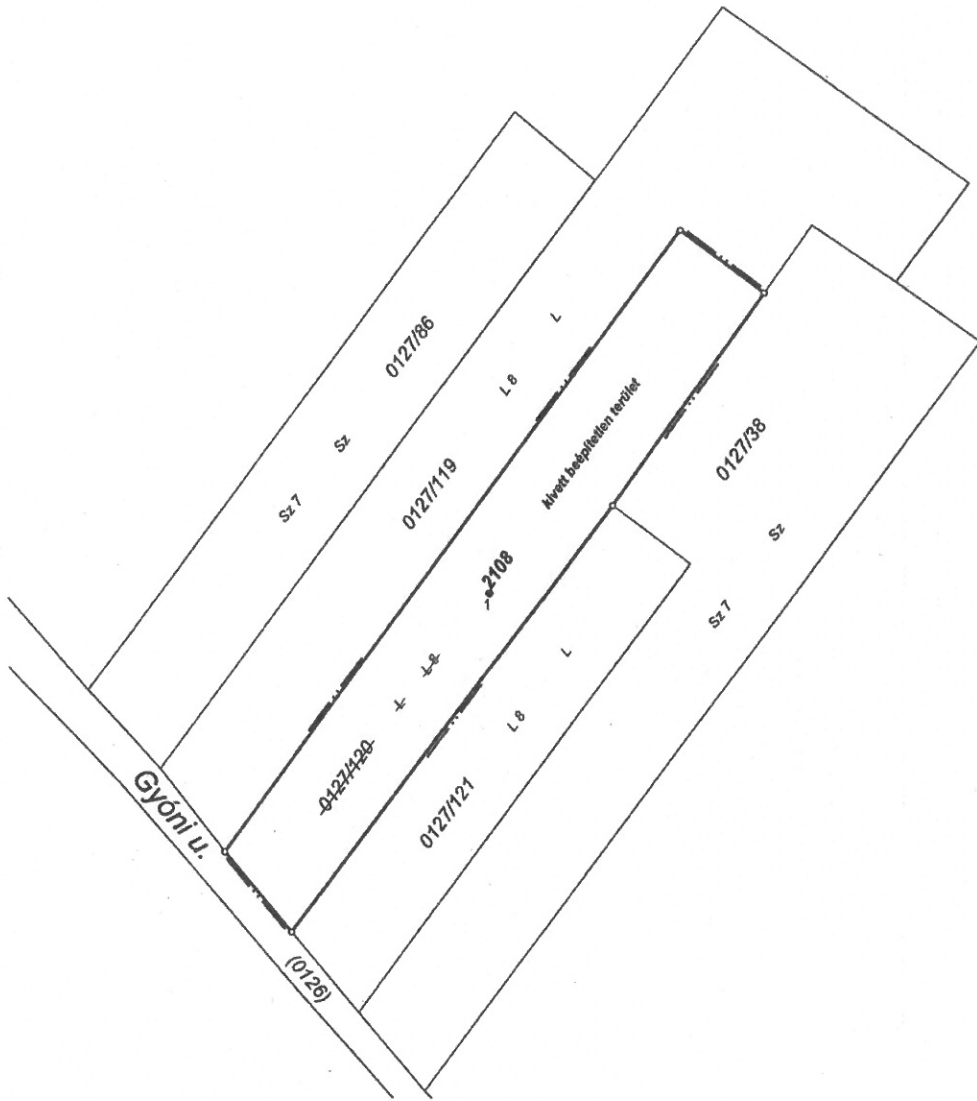 0127/86
Sz
Sz 7
L
L 8
0127/119
kivett beépítetlen terület
2108
L 8
L
0127/120
0127/38
Sz
Sz 7
L
L 8
0127/121
Gyóni u.
(0126)